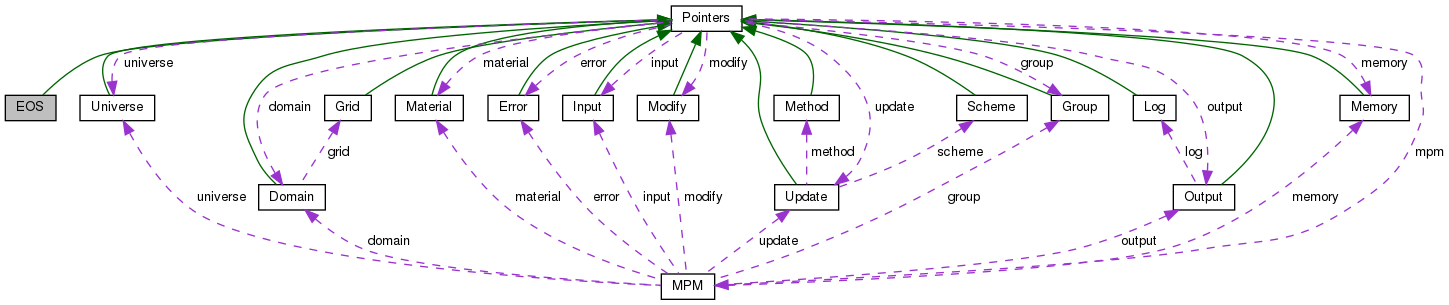 Pointers
universe
material
error
input
modify
group
memory
EOS
Universe
domain
Grid
Material
Error
Input
Modify
Method
update
Scheme
Group
Log
output
Memory
grid
method
scheme
log
mpm
universe
Domain
material
error
input
modify
Update
group
Output
memory
domain
update
output
MPM